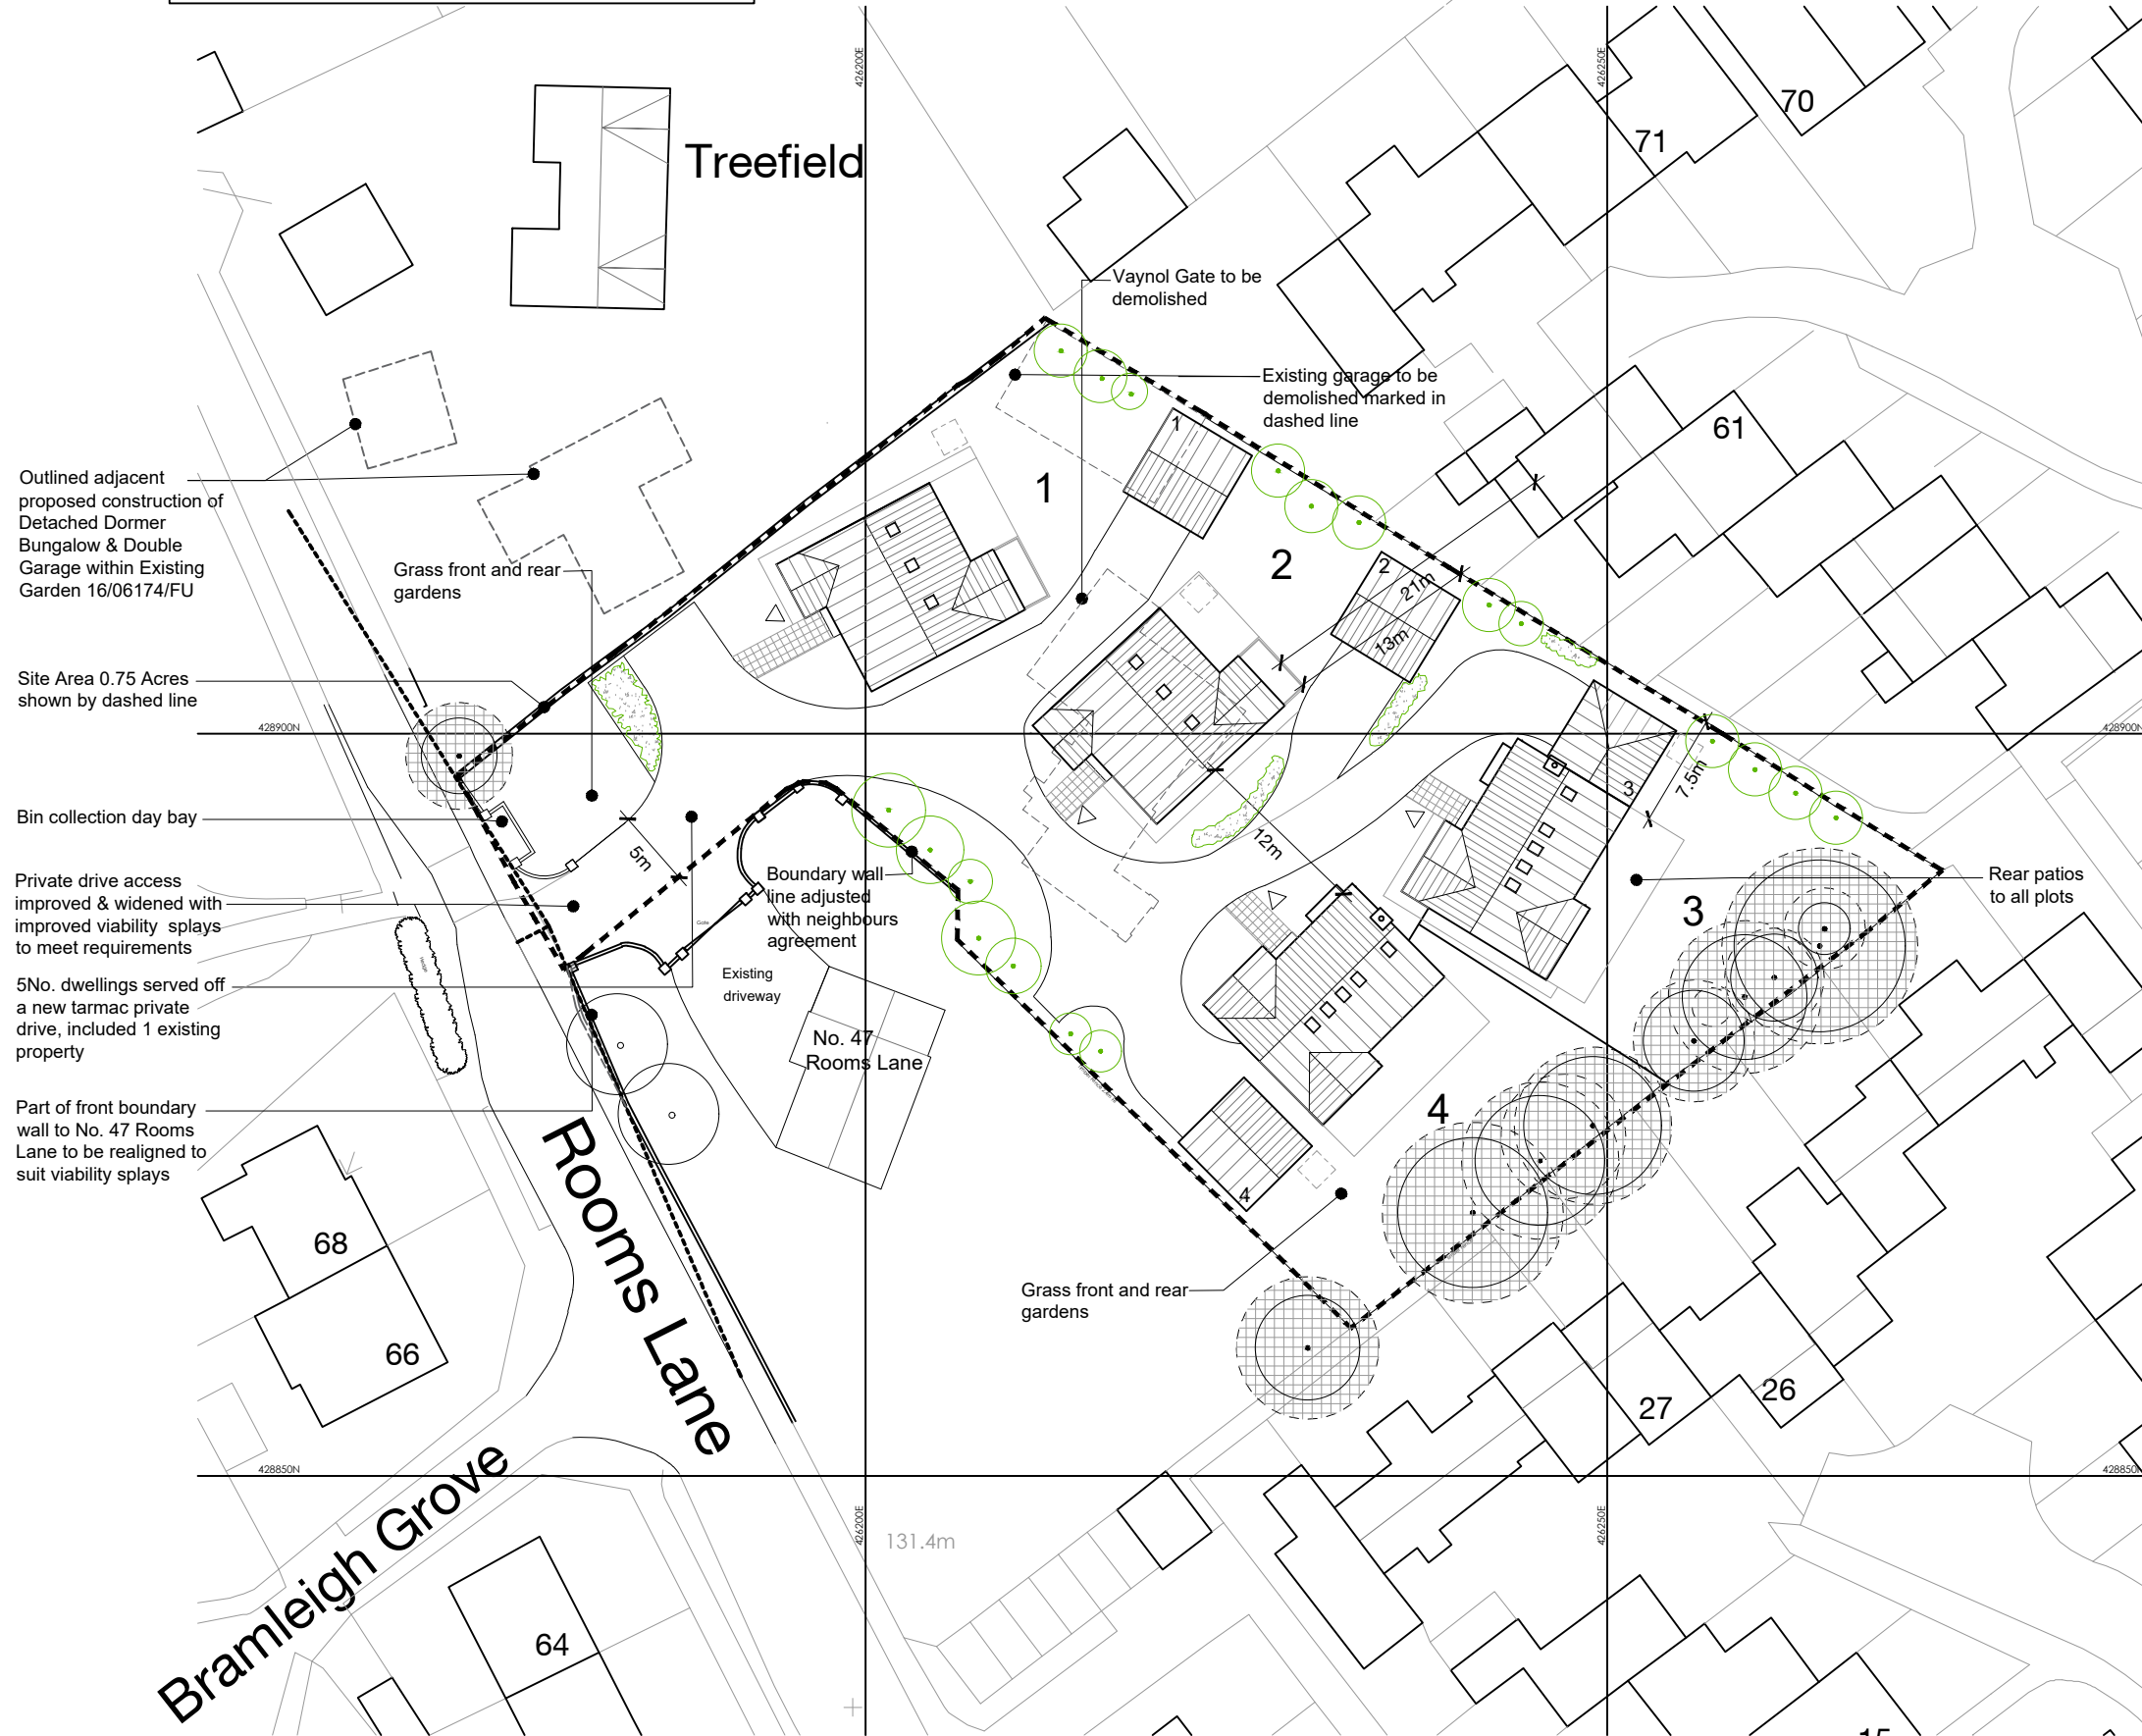 426200E
426250E
70
71
Treefield
Vaynol Gate to be
demolished
Existing garage to be
demolished marked in
dashed line
61
1
1
2
2
21m
13m
Outlined adjacent
proposed construction of
Detached Dormer
Bungalow & Double
Garage within Existing
Garden 16/06174/FU
Grass front and rear
gardens
Site Area 0.75 Acres
shown by dashed line
428900N
428900N
3
7.5m
Bin collection day bay
5m
12m
Private drive access
improved & widened with
improved viability splays
to meet requirements
Boundary wall
line adjusted
with neighbours
agreement
Rear patios
to all plots
3
Gate
Existing
driveway
5No. dwellings served off
a new tarmac private
drive, included 1 existing
property
No. 47
Rooms Lane
Part of front boundary
wall to No. 47 Rooms
Lane to be realigned to
suit viability splays
4
4
Rooms Lane
68
66
Grass front and rear
gardens
27
26
428850N
428850N
Bramleigh Grove
426200E
426250E
131.4m
64
15